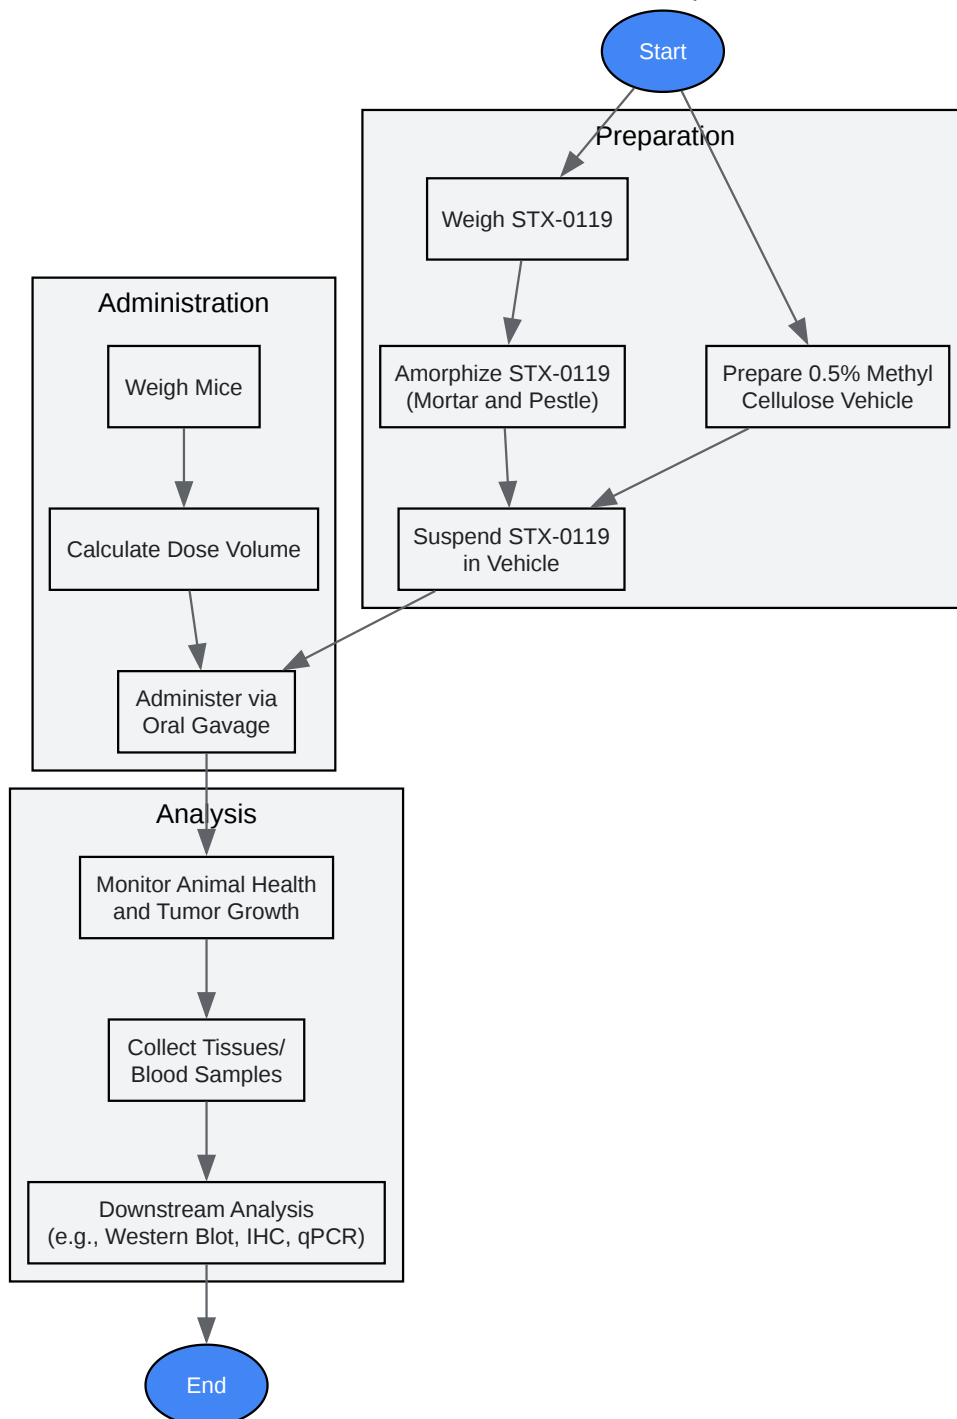 Start
Preparation
Weigh STX-0119
Administration
Weigh Mice
Amorphize STX-0119
(Mortar and Pestle)
Prepare 0.5% Methyl
Cellulose Vehicle
Calculate Dose Volume
Suspend STX-0119
in Vehicle
Administer via
Oral Gavage
Analysis
Monitor Animal Health
and Tumor Growth
Collect Tissues/
Blood Samples
Downstream Analysis
(e.g., Western Blot, IHC, qPCR)
End